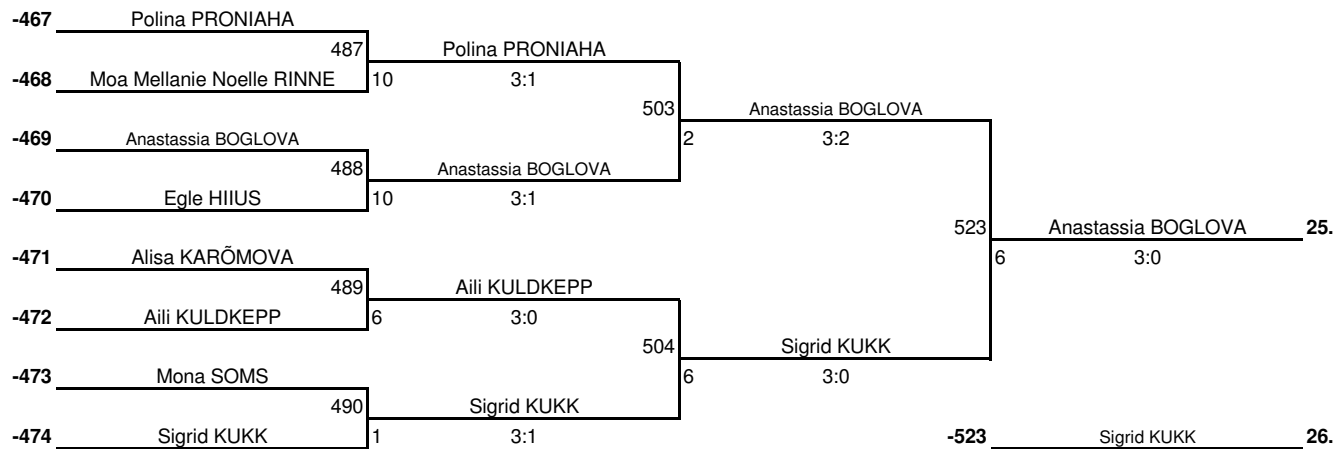 -467 Polina PRONIAHA
487 Polina PRONIAHA
-468 Moa Mellanie Noelle RINNE 10 3:1
503 Anastassia BOGLOVA
-469 Anastassia BOGLOVA 2 3:2
488 Anastassia BOGLOVA
-470 Egle HIIUS 10 3:1
523 Anastassia BOGLOVA 25.
-471 Alisa KARÕMOVA 6 3:0
489 Aili KULDKEPP
-472 Aili KULDKEPP 6 3:0
504 Sigrid KUKK
-473 Mona SOMS 6 3:0
490 Sigrid KUKK
-474 Sigrid KUKK 1 3:1 -523 Sigrid KUKK 26.